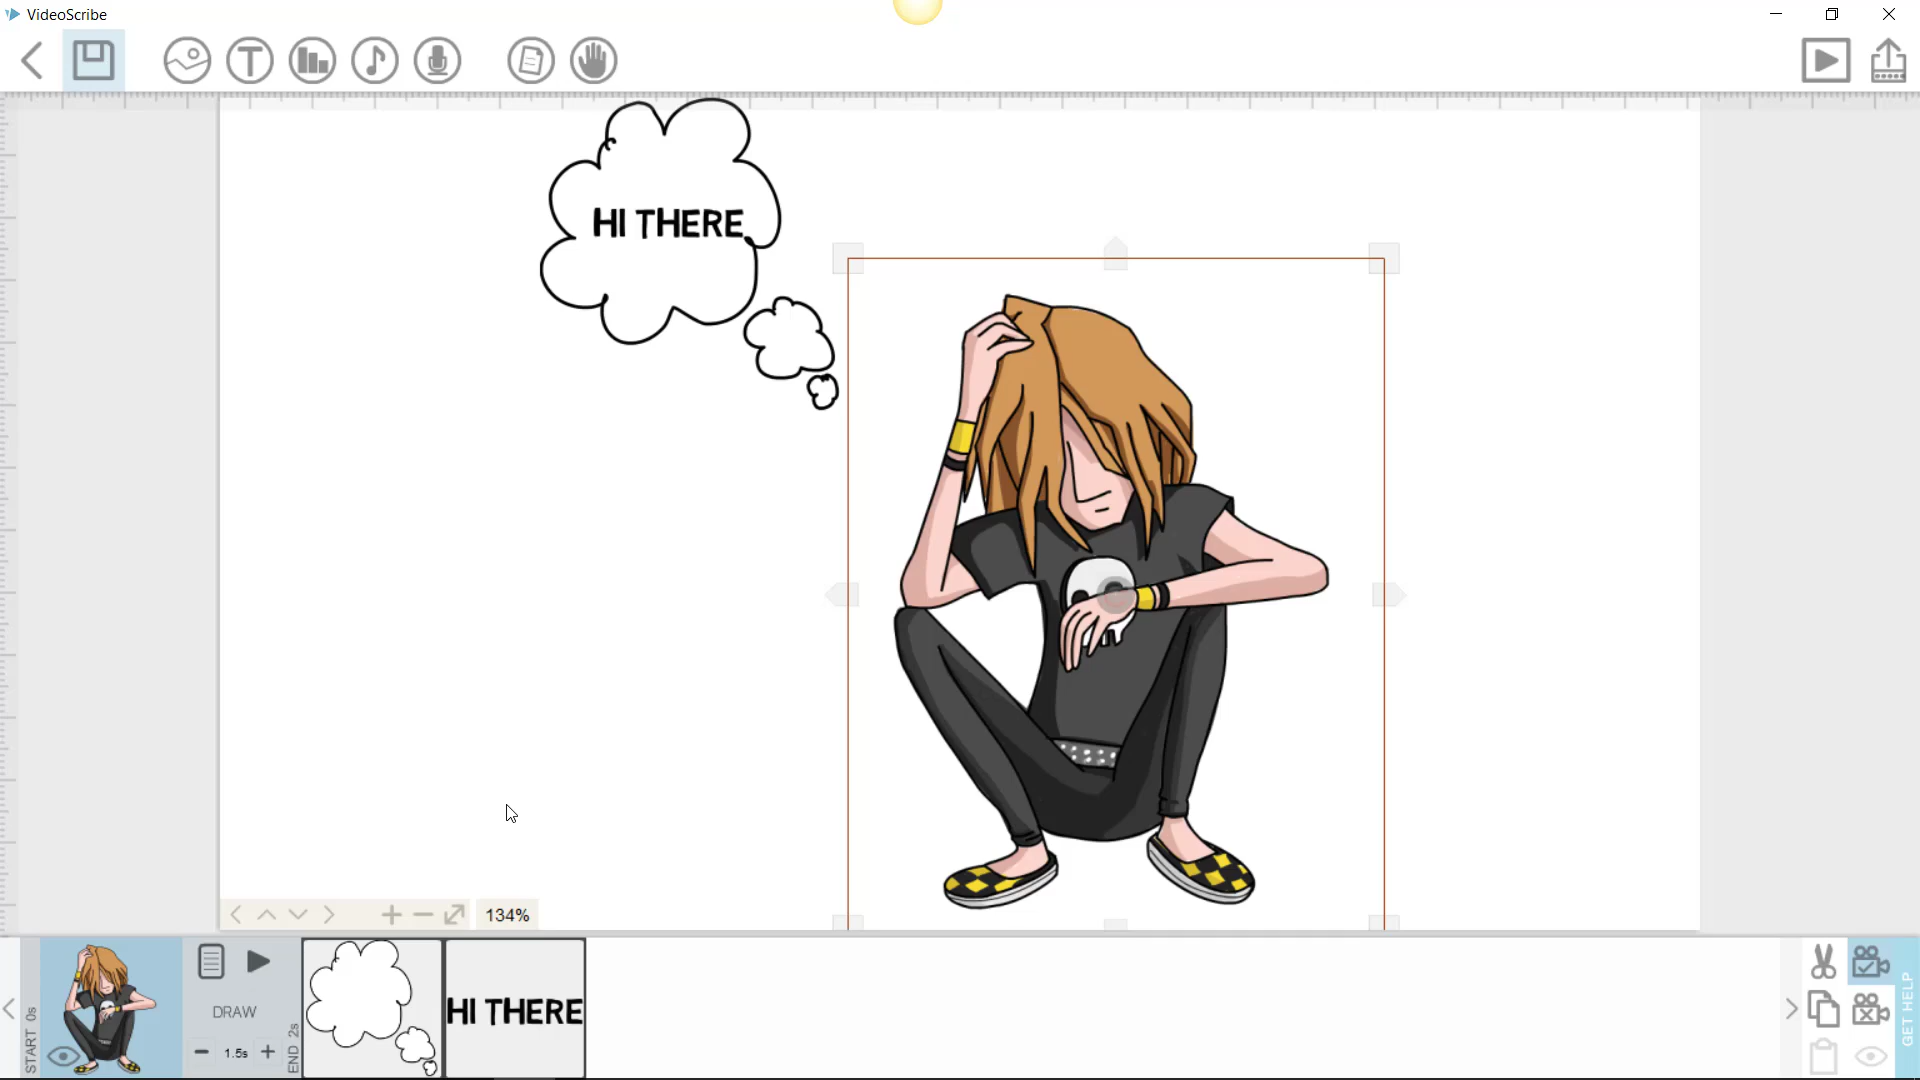 VideoScribe
HI THERE
134%
START 0s
DRAW
1.5s
END 2s
HI THERE
GET HELP